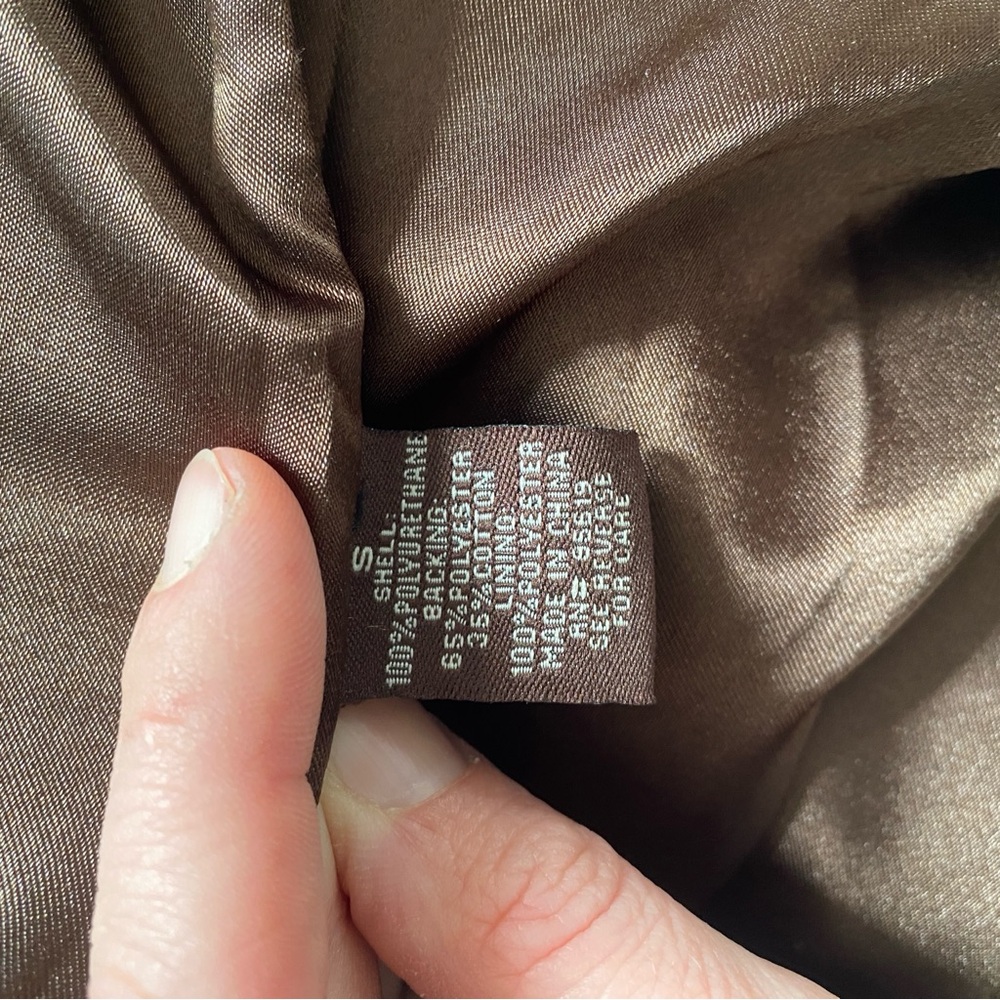 S
SHELL:
100%POLYURETHANE
BACKING:
65%POLYESTER
35%COTTON
LINING
100%POLYESTER
MADE IN CHINA
SEE REVERSE
FOR CARE